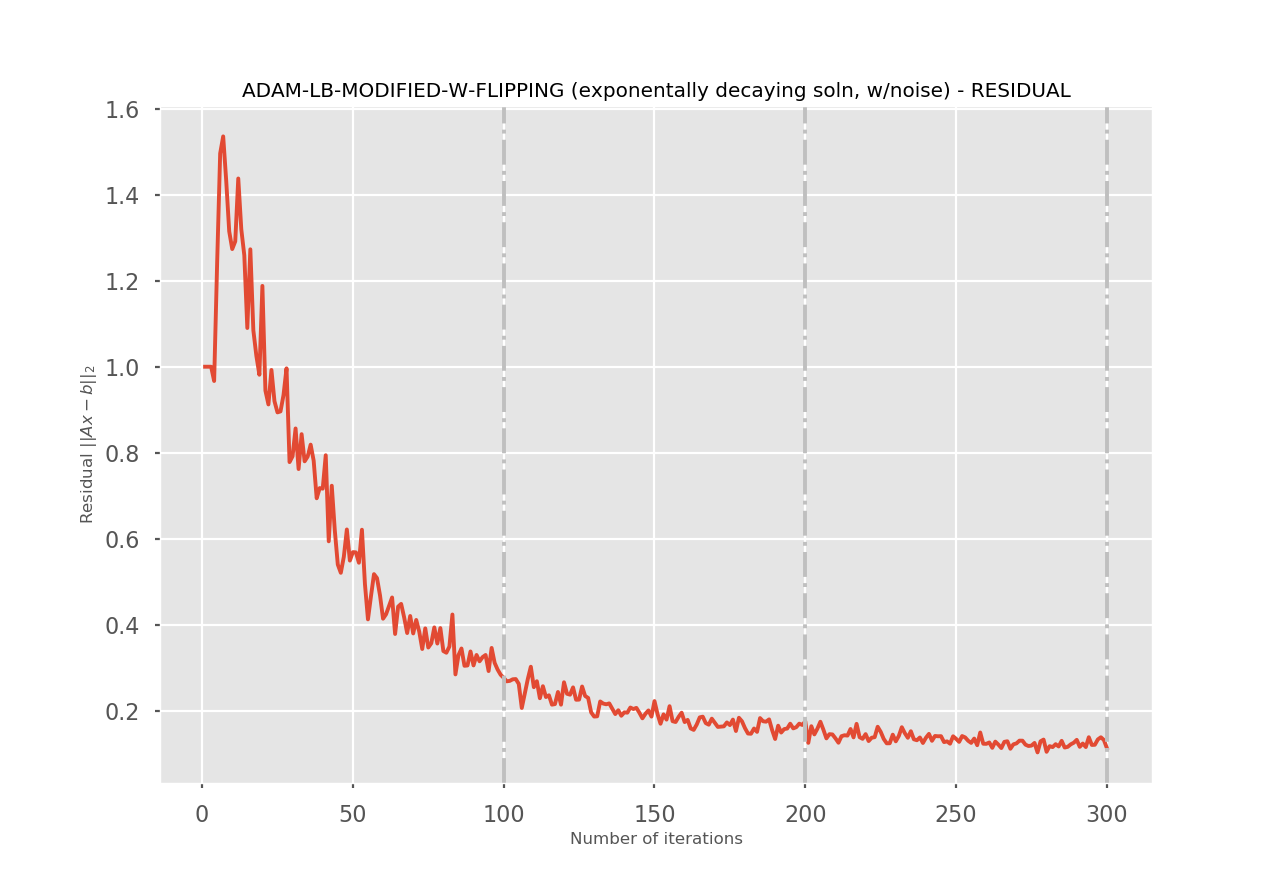 ADAM-LB-MODIFIED-W-FLIPPING (exponentally decaying soln, w/noise) - RESIDUAL
1.6
1.4
1.2
1.0
0.8
0.6
0.4
0.2
Residual ||Ax − b||₂
0 50 100 150 200 250 300
Number of iterations